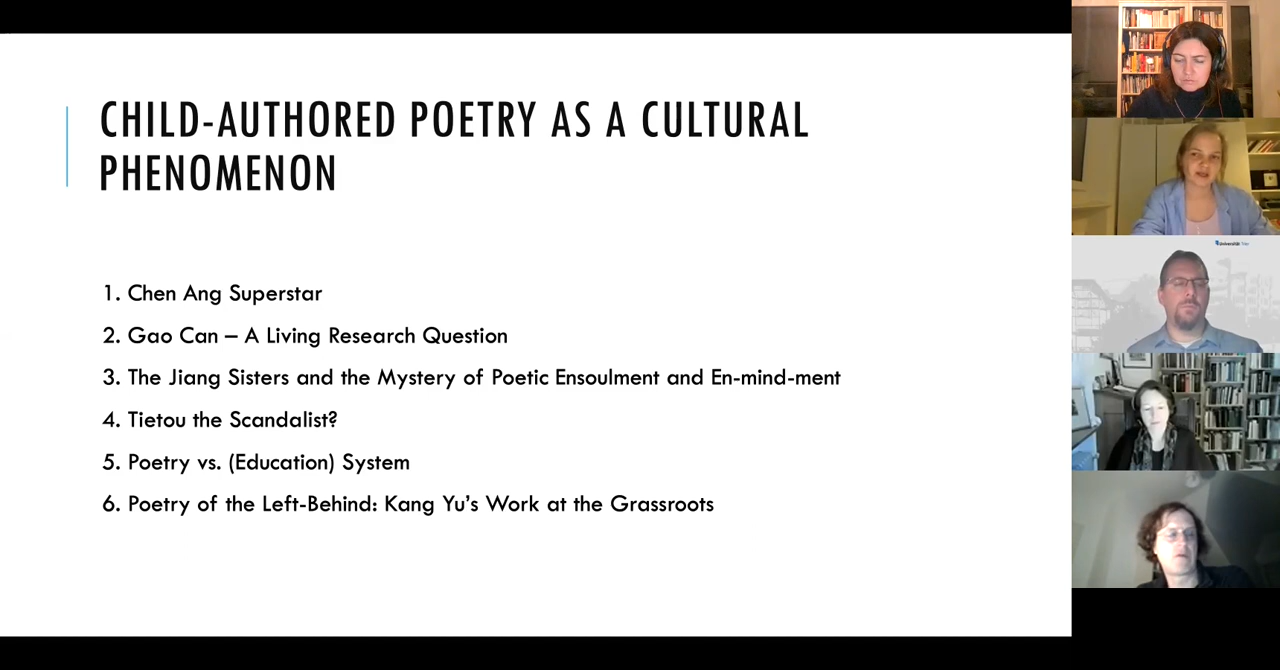 CHILD-AUTHORED POETRY AS A CULTURAL
PHENOMENON
1. Chen Ang Superstar
2. Gao Can – A Living Research Question
3. The Jiang Sisters and the Mystery of Poetic Ensoulment and En-mind-ment
4. Tietou the Scandalist?
5. Poetry vs. (Education) System
6. Poetry of the Left-Behind: Kang Yu’s Work at the Grassroots
Universität